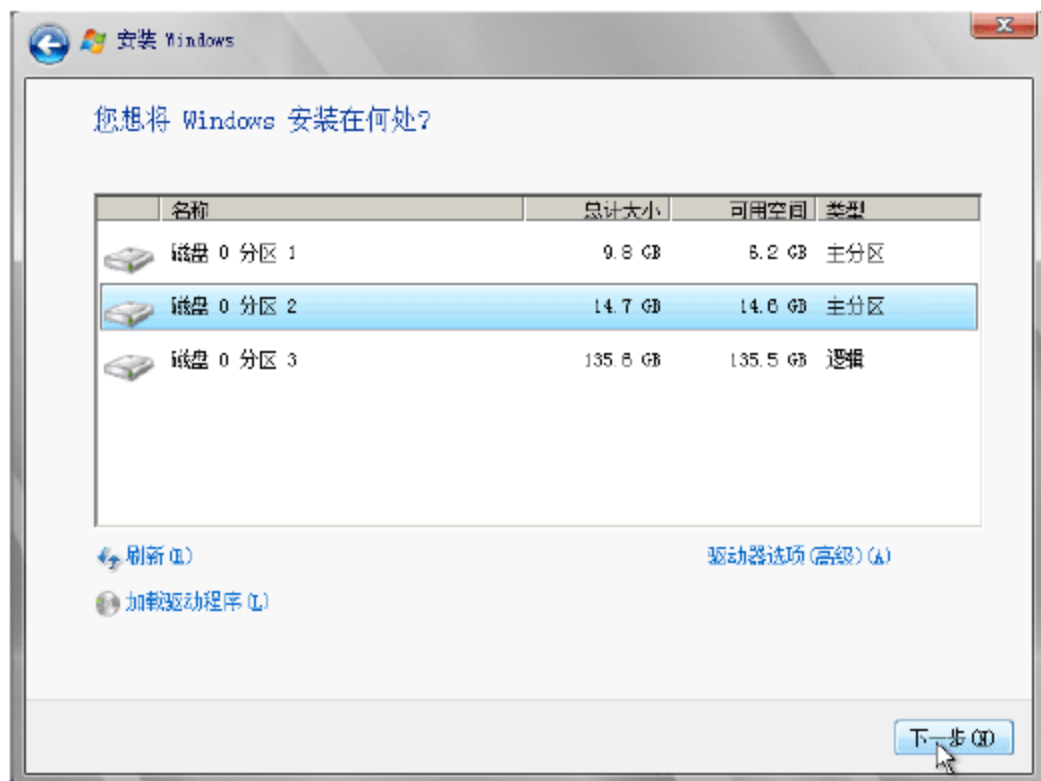 安装 Windows
您想将 Windows 安装在何处?
名称 总计大小 可用空间 类型
磁盘 0 分区 1 9.8 GB 6.2 GB 主分区
磁盘 0 分区 2 14.7 GB 14.6 GB 主分区
磁盘 0 分区 3 135.6 GB 135.5 GB 逻辑
刷新(R) 驱动器选项(高级)(A)
加载驱动程序(L)
下一步(N)